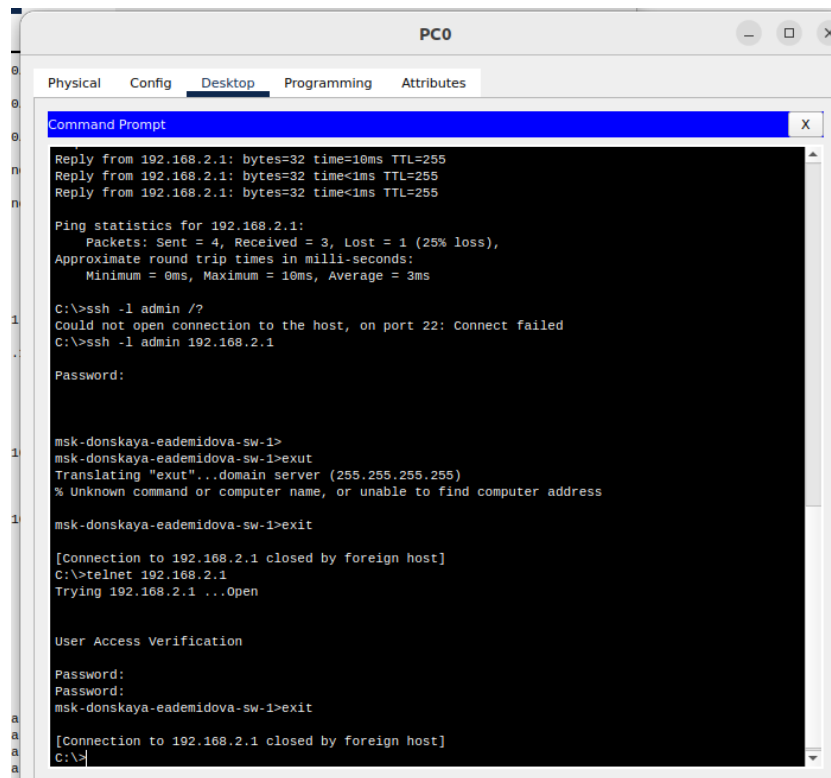 PC0
Physical Config Desktop Programming Attributes
Command Prompt
X
Reply from 192.168.2.1: bytes=32 time=10ms TTL=255
Reply from 192.168.2.1: bytes=32 time<1ms TTL=255
Reply from 192.168.2.1: bytes=32 time<1ms TTL=255
Ping statistics for 192.168.2.1:
Packets: Sent = 4, Received = 3, Lost = 1 (25% loss),
Approximate round trip times in milli-seconds:
Minimum = 0ms, Maximum = 10ms, Average = 3ms
C:\>ssh -l admin /?
Could not open connection to the host, on port 22: Connect failed
C:\>ssh -l admin 192.168.2.1
Password:
msk-donskaya-eademidova-sw-1>
msk-donskaya-eademidova-sw-1>exut
Translating "exut"...domain server (255.255.255.255)
% Unknown command or computer name, or unable to find computer address
msk-donskaya-eademidova-sw-1>exit
[Connection to 192.168.2.1 closed by foreign host]
C:\>telnet 192.168.2.1
Trying 192.168.2.1 ...Open
User Access Verification
Password:
Password:
msk-donskaya-eademidova-sw-1>exit
[Connection to 192.168.2.1 closed by foreign host]
C:\>